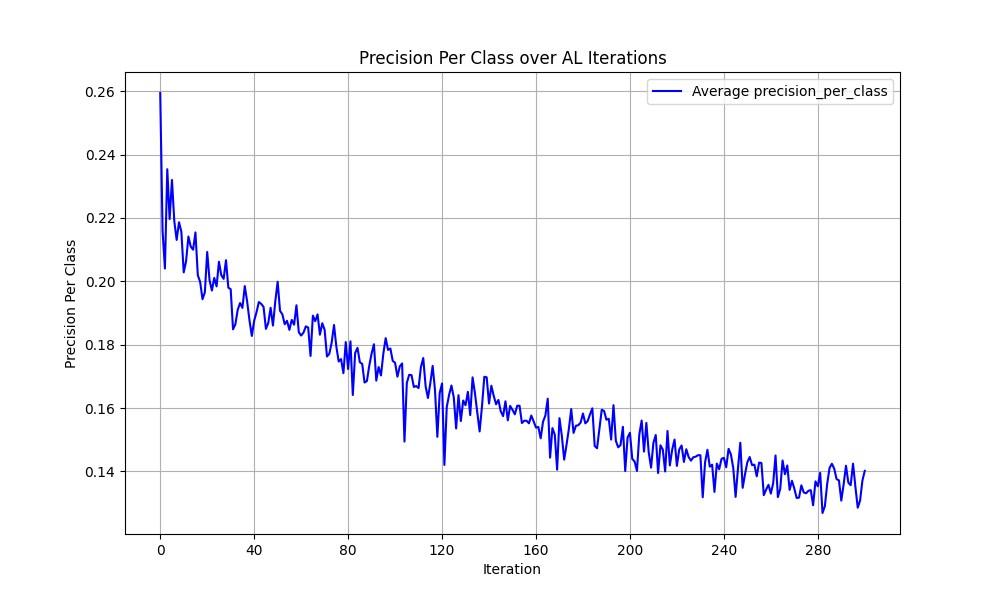 Precision Per Class over AL Iterations
Average precision_per_class
Precision Per Class
0.26
0.24
0.22
0.20
0.18
0.16
0.14
0 40 80 120 160 200 240 280
Iteration